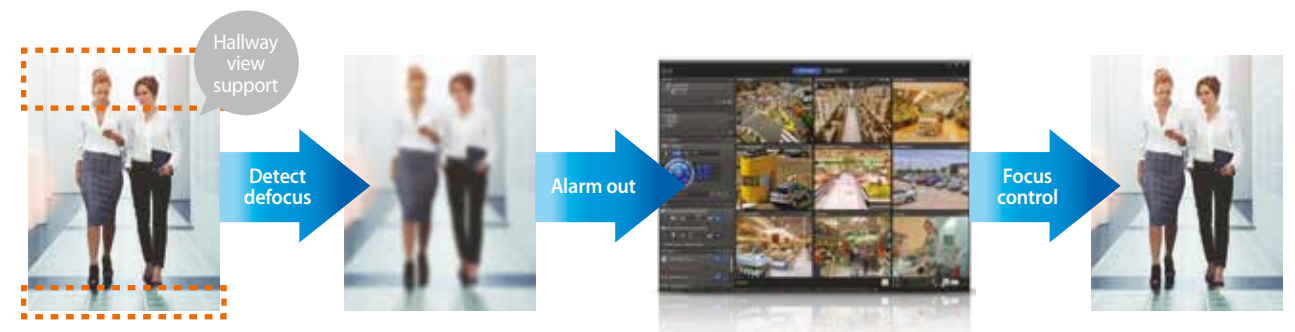 Hallway
view
support
Detect
defocus
Alarm out
Focus
control